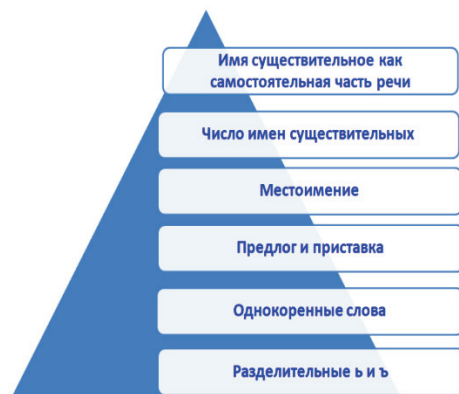 Имя существительное как
самостоятельная часть речи
Число имен существительных
Местоимение
Предлог и приставка
Однокоренные слова
Разделительные ь и ъ